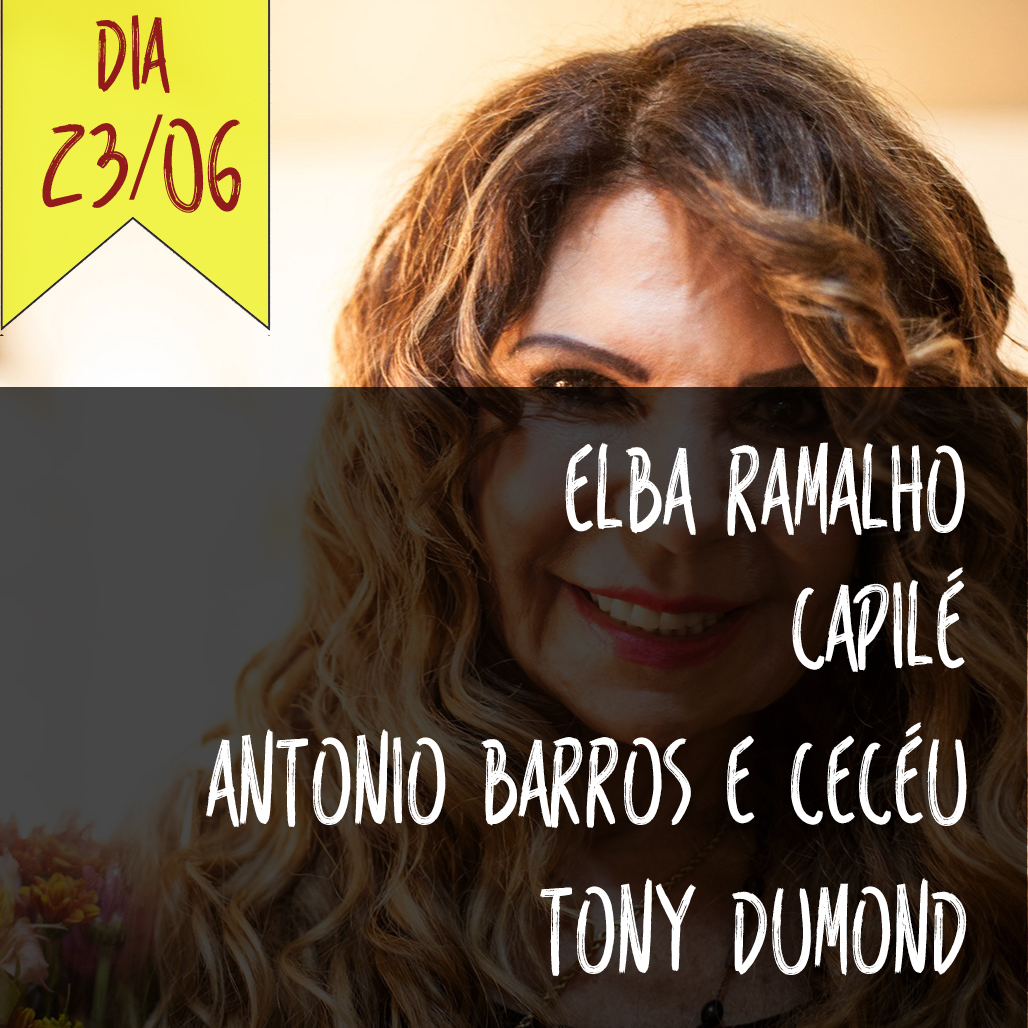 DIA
23/06
ELBA RAMALHO
CAPILÉ
ANTONIO BARROS E CECÉU
TONY DUMOND